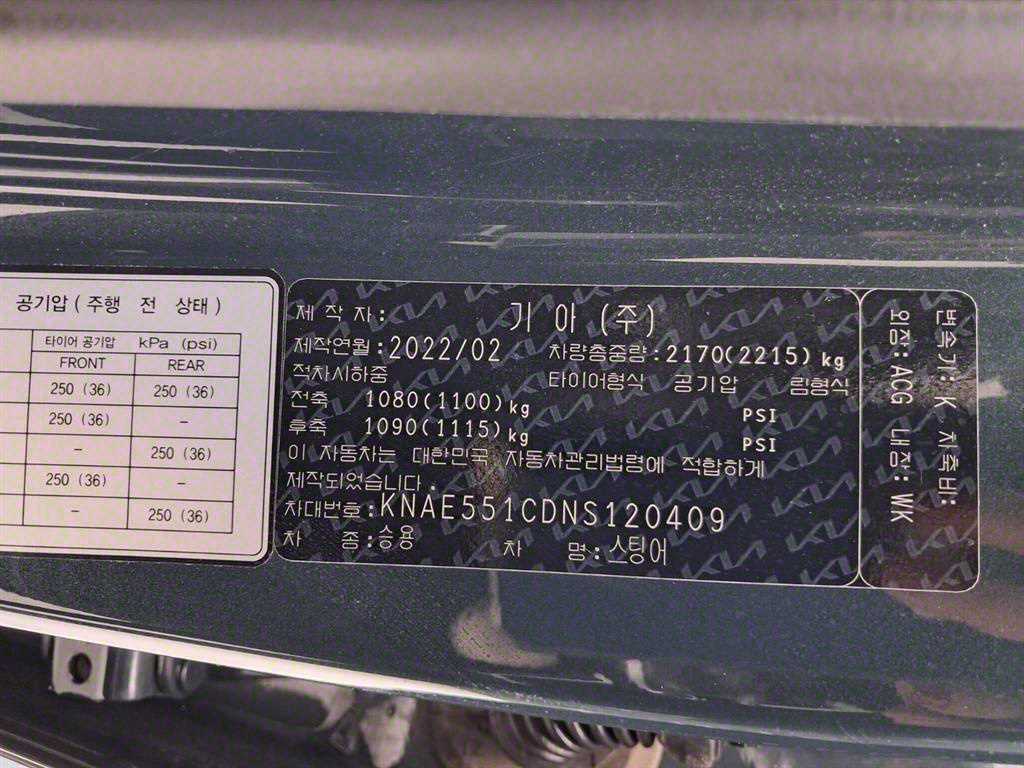 공기압 ( 주행 전 상태 )
타이어 공기압 kPa (psi)
FRONT REAR
250 (36) 250 (36)
250 (36) –
– 250 (36)
250 (36) –
– 250 (36)
제 작 자: 기 아 (주)
제작연월:2022/02 차량총중량:2170(2215)kg
적차시하중 타이어형식 공기압 림형식
전축 1080(1100)kg PSI
후축 1090(1115)kg PSI
이 자동차는 대한민국 자동차관리법령에 적합하게
제작되었습니다.
차대번호:KNAE551CDNS120409
차 종:승용 차 명:스팅어
변속기: K 차축비:
외장:ACG 내장:WK